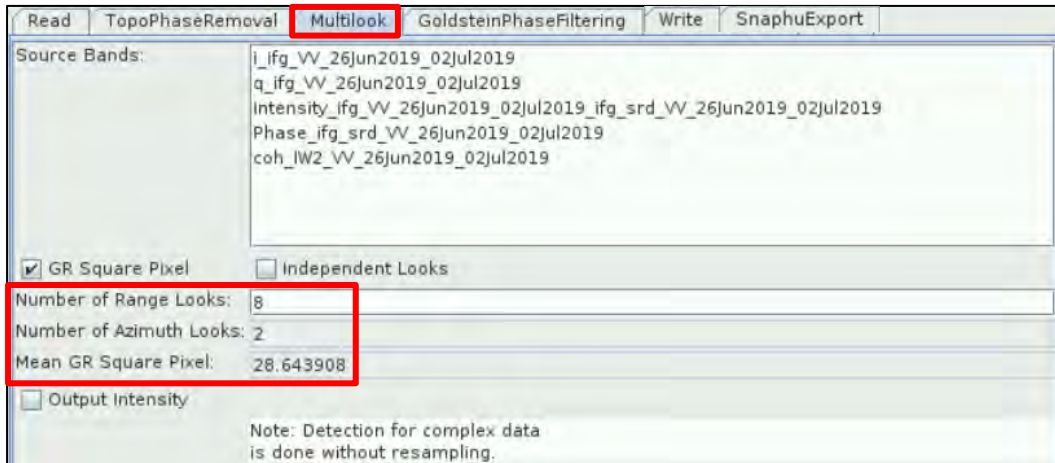 Read TopoPhaseRemoval Multilook GoldsteinPhaseFiltering Write SnaphuExport
Source Bands:
i_ifg_VV_26Jun2019_02Jul2019
q_ifg_VV_26Jun2019_02Jul2019
Intensity_ifg_VV_26Jun2019_02Jul2019_ifg_srd_VV_26Jun2019_02Jul2019
Phase_ifg_srd_VV_26Jun2019_02Jul2019
coh_IW2_VV_26Jun2019_02Jul2019
GR Square Pixel Independent Looks
Number of Range Looks: 8
Number of Azimuth Looks: 2
Mean GR Square Pixel: 28.643908
Output Intensity
Note: Detection for complex data
is done without resampling.